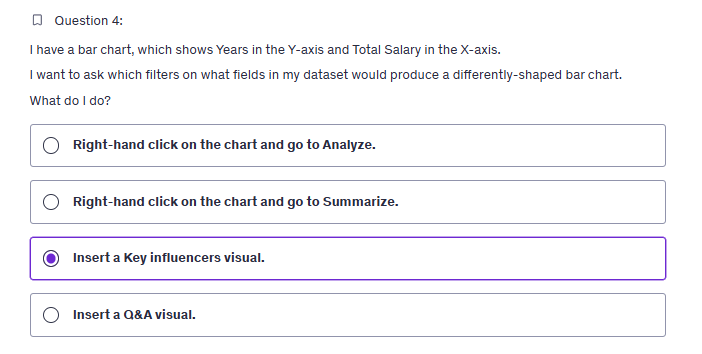 Question 4:
I have a bar chart, which shows Years in the Y-axis and Total Salary in the X-axis.
I want to ask which filters on what fields in my dataset would produce a differently-shaped bar chart.
What do I do?
Right-hand click on the chart and go to Analyze.
Right-hand click on the chart and go to Summarize.
Insert a Key influencers visual.
Insert a Q&A visual.